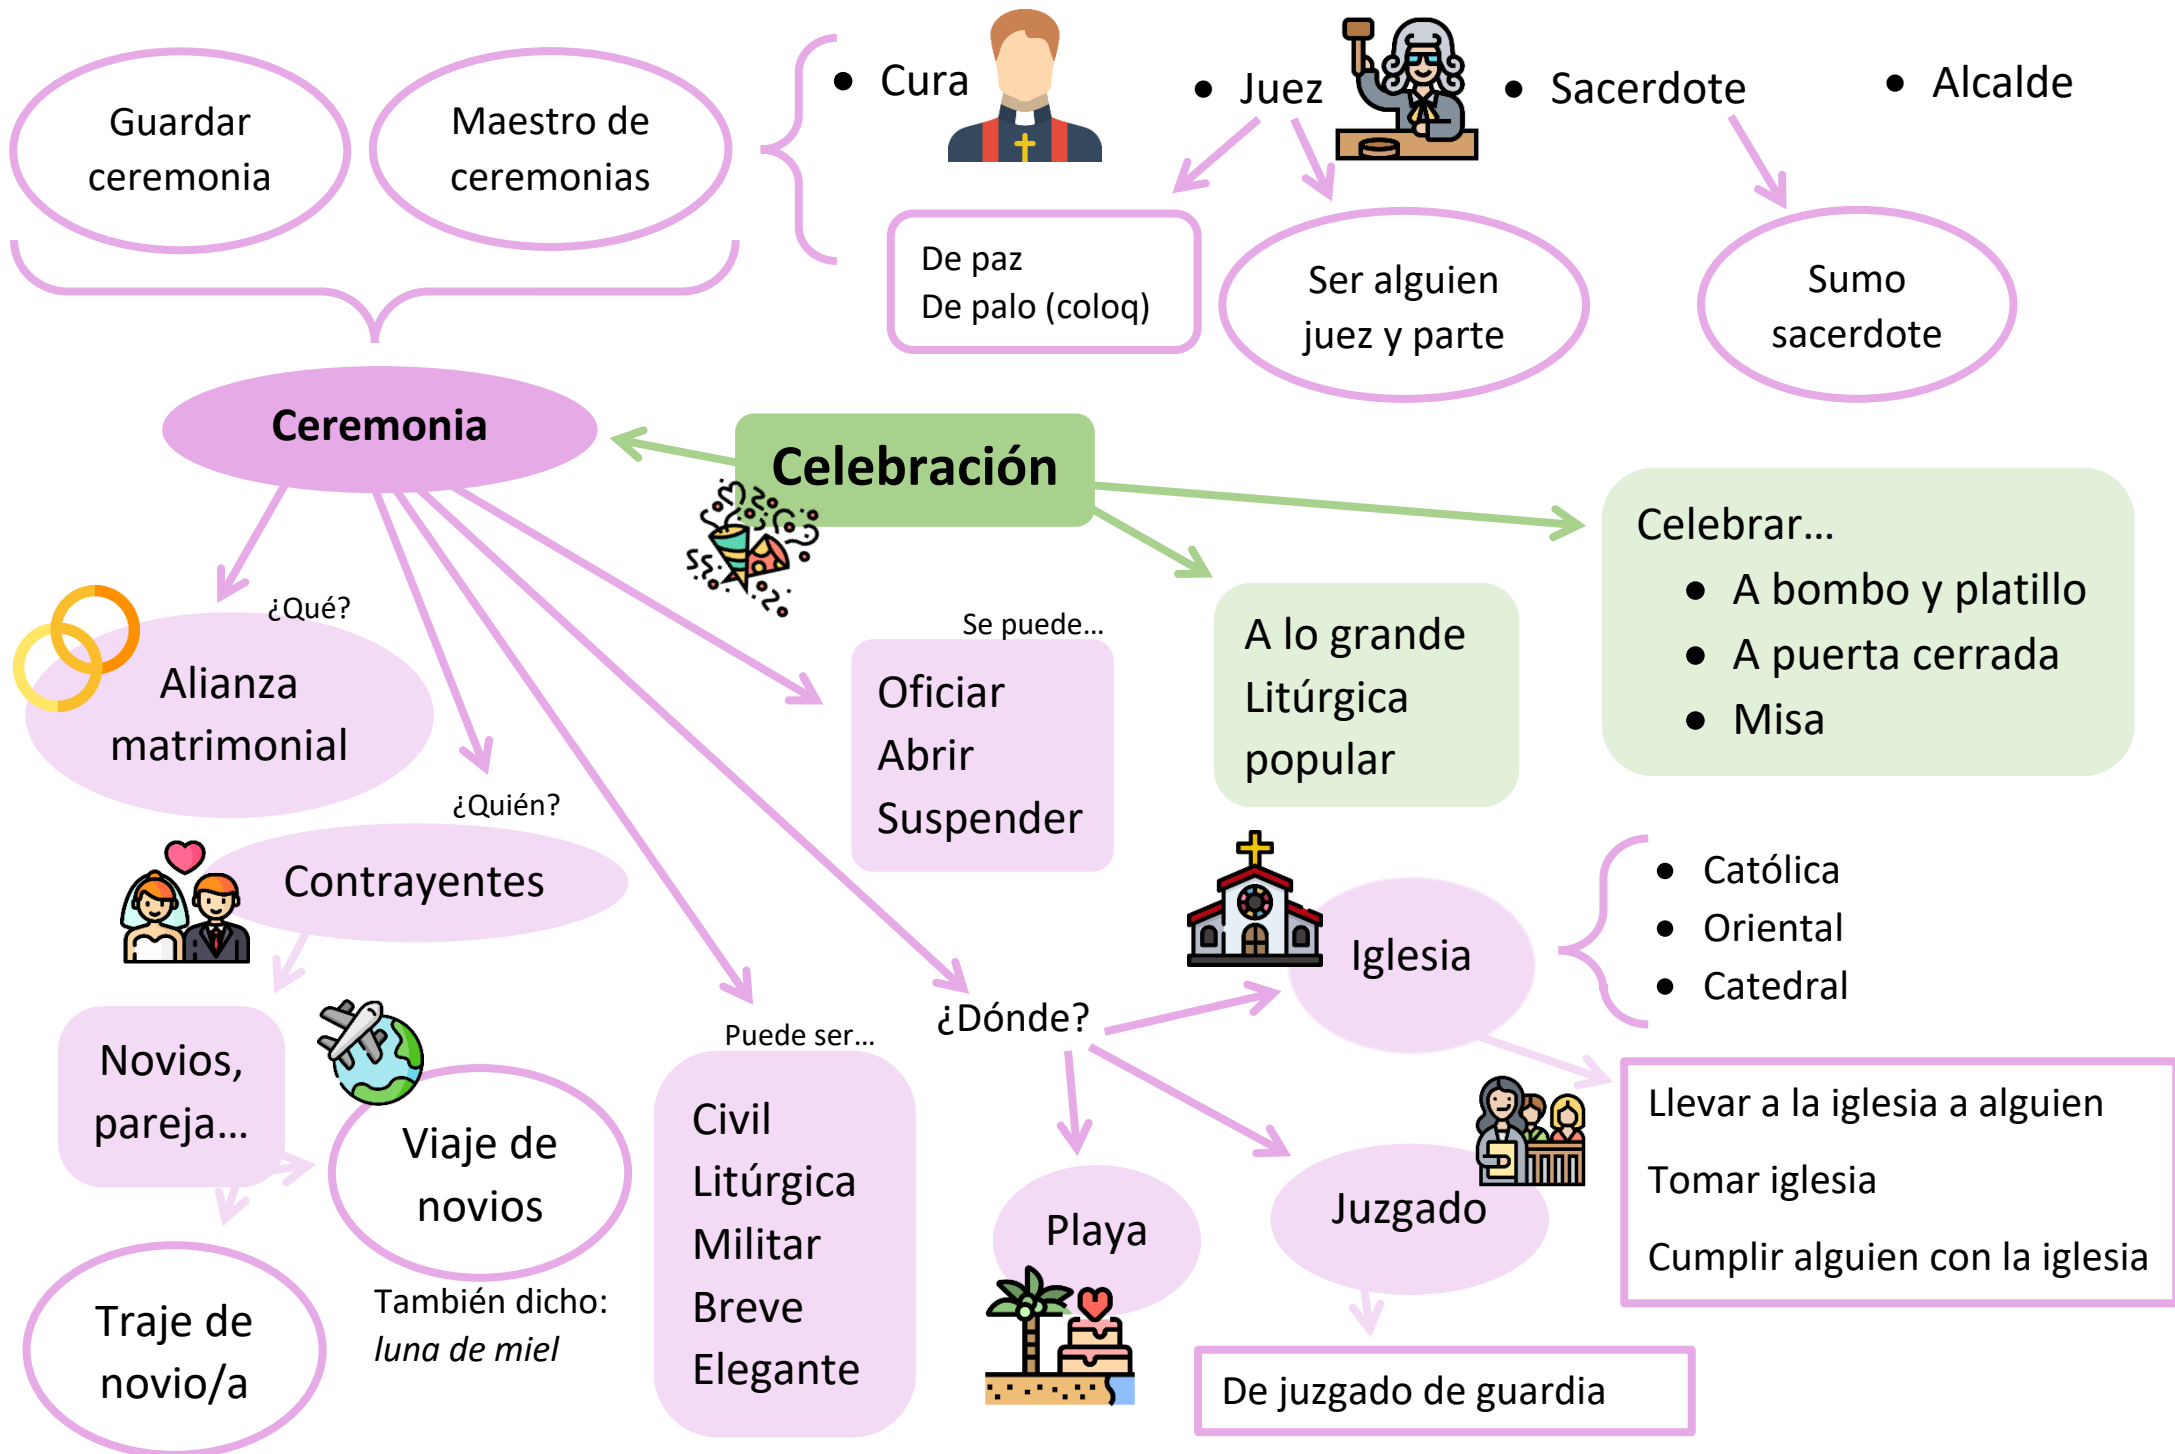 Guardar
ceremonia
Maestro de
ceremonias
• Cura
• Juez
• Sacerdote
• Alcalde
De paz
De palo (coloq)
Ser alguien
juez y parte
Sumo
sacerdote
Ceremonia
Celebración
Celebrar...
• A bombo y platillo
• A puerta cerrada
• Misa
¿Qué?
Alianza
matrimonial
Se puede...
Oficiar
Abrir
Suspender
A lo grande
Litúrgica
popular
¿Quién?
Contrayentes
Iglesia
• Católica
• Oriental
• Catedral
Novios,
pareja...
Viaje de
novios
También dicho:
luna de miel
Traje de
novio/a
Puede ser...
Civil
Litúrgica
Militar
Breve
Elegante
¿Dónde?
Playa
Juzgado
Llevar a la iglesia a alguien
Tomar iglesia
Cumplir alguien con la iglesia
De juzgado de guardia